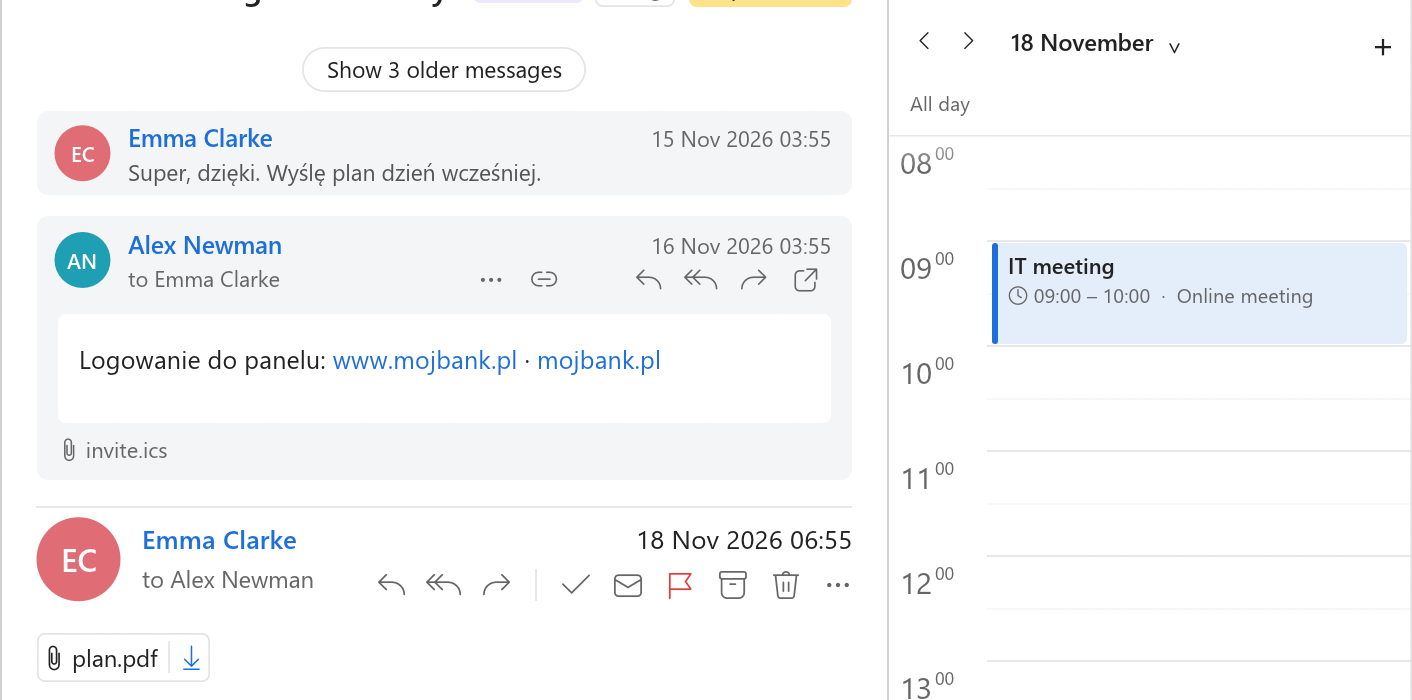 Show 3 older messages
EC
Emma Clarke
15 Nov 2026 03:55
Super, dzięki. Wyślę plan dzień wcześniej.
AN
Alex Newman
16 Nov 2026 03:55
to Emma Clarke
Logowanie do panelu: www.mojbank.pl · mojbank.pl
invite.ics
EC
Emma Clarke
18 Nov 2026 06:55
to Alex Newman
plan.pdf
18 November
All day
08 00
09 00
IT meeting
09:00 – 10:00 · Online meeting
10 00
11 00
12 00
13 00